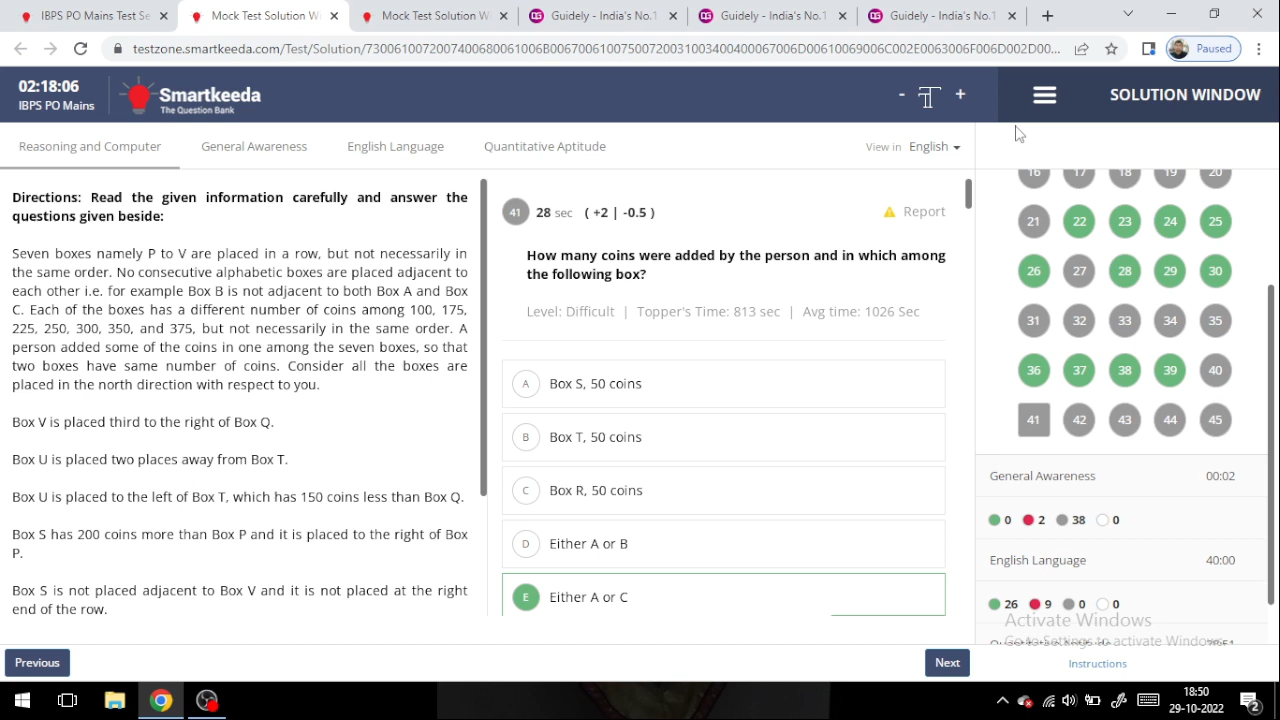 IBPS PO Mains Test Se
Mock Test Solution W
Mock Test Solution W
Guidely - India's No.1
Guidely - India's No.1
Guidely - India's No.1
testzone.smartkeeda.com/Test/Solution/7300610072007400680061006B00670061007500720031003400400067006D00610069006C002E0063006F006D002D00...
Paused
02:18:06
IBPS PO Mains
Smartkeeda
The Question Bank
- T +
SOLUTION WINDOW
Reasoning and Computer
General Awareness
English Language
Quantitative Aptitude
View in English
Directions: Read the given information carefully and answer the
questions given beside:
Seven boxes namely P to V are placed in a row, but not necessarily in
the same order. No consecutive alphabetic boxes are placed adjacent to
each other i.e. for example Box B is not adjacent to both Box A and Box
C. Each of the boxes has a different number of coins among 100, 175,
225, 250, 300, 350, and 375, but not necessarily in the same order. A
person added some of the coins in one among the seven boxes, so that
two boxes have same number of coins. Consider all the boxes are
placed in the north direction with respect to you.
Box V is placed third to the right of Box Q.
Box U is placed two places away from Box T.
Box U is placed to the left of Box T, which has 150 coins less than Box Q.
Box S has 200 coins more than Box P and it is placed to the right of Box
P.
Box S is not placed adjacent to Box V and it is not placed at the right
end of the row.
41 28 sec ( +2 | -0.5 )
Report
How many coins were added by the person and in which among
the following box?
Level: Difficult | Topper's Time: 813 sec | Avg time: 1026 Sec
A Box S, 50 coins
B Box T, 50 coins
C Box R, 50 coins
D Either A or B
E Either A or C
16 17 18 19 20
21 22 23 24 25
26 27 28 29 30
31 32 33 34 35
36 37 38 39 40
41 42 43 44 45
General Awareness 00:02
0 2 38 0
English Language 40:00
26 9 0 0
Activate Windows
Go to Settings to activate Windows.
Previous
Next
Instructions
18:50
29-10-2022
2